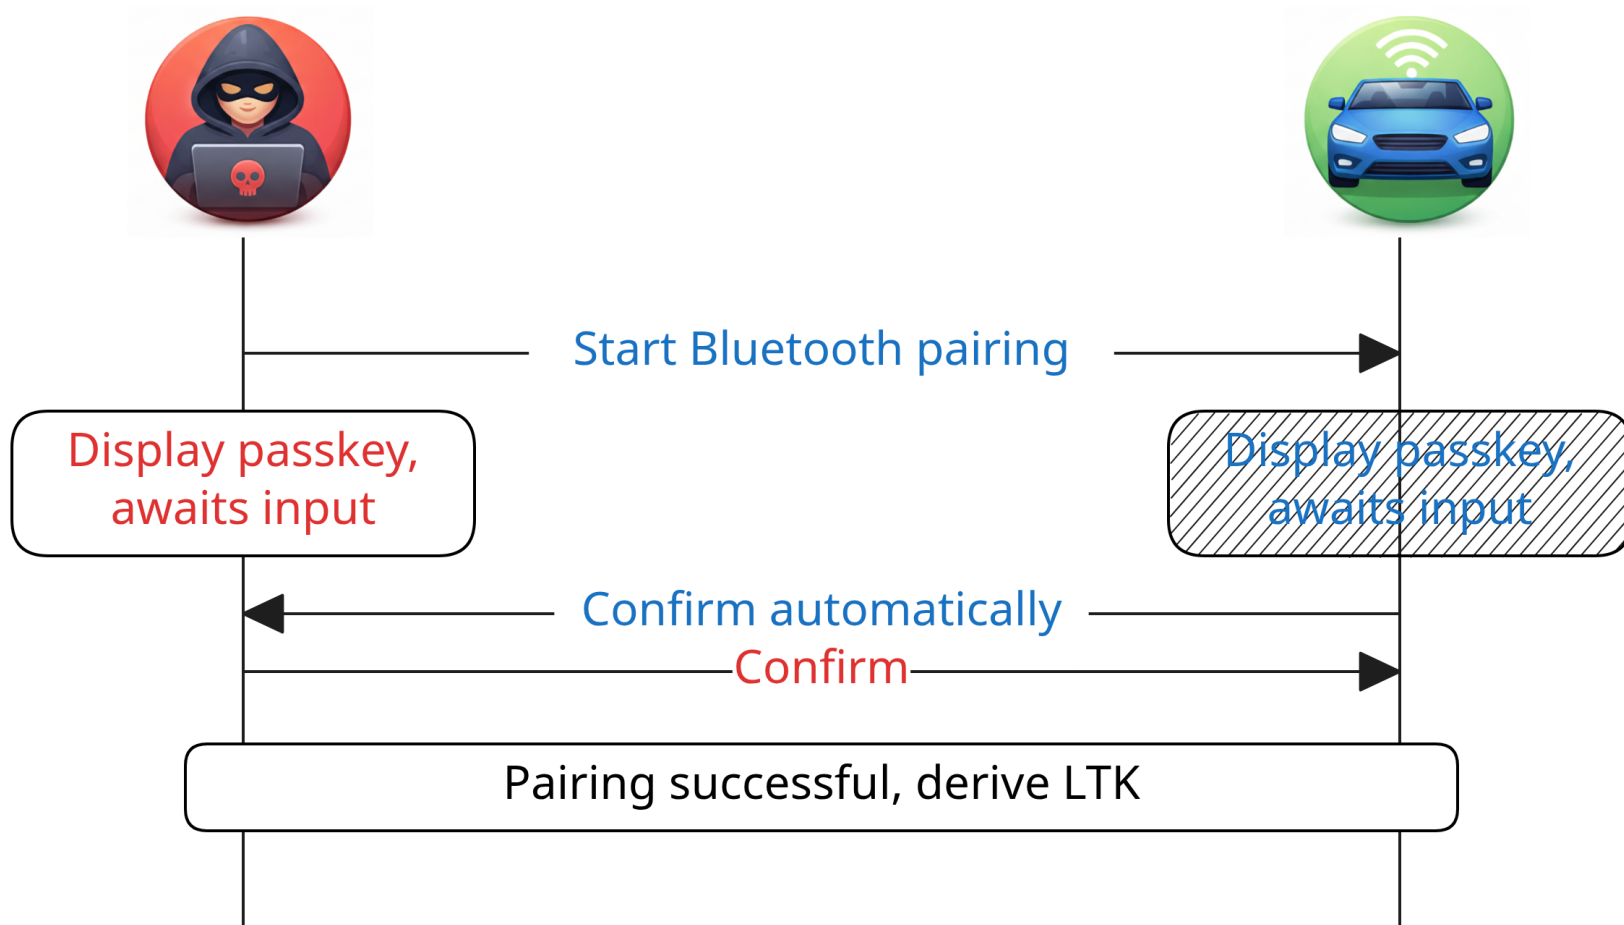 Start Bluetooth pairing
Display passkey,
awaits input
Display passkey,
awaits input
Confirm automatically
Confirm
Pairing successful, derive LTK